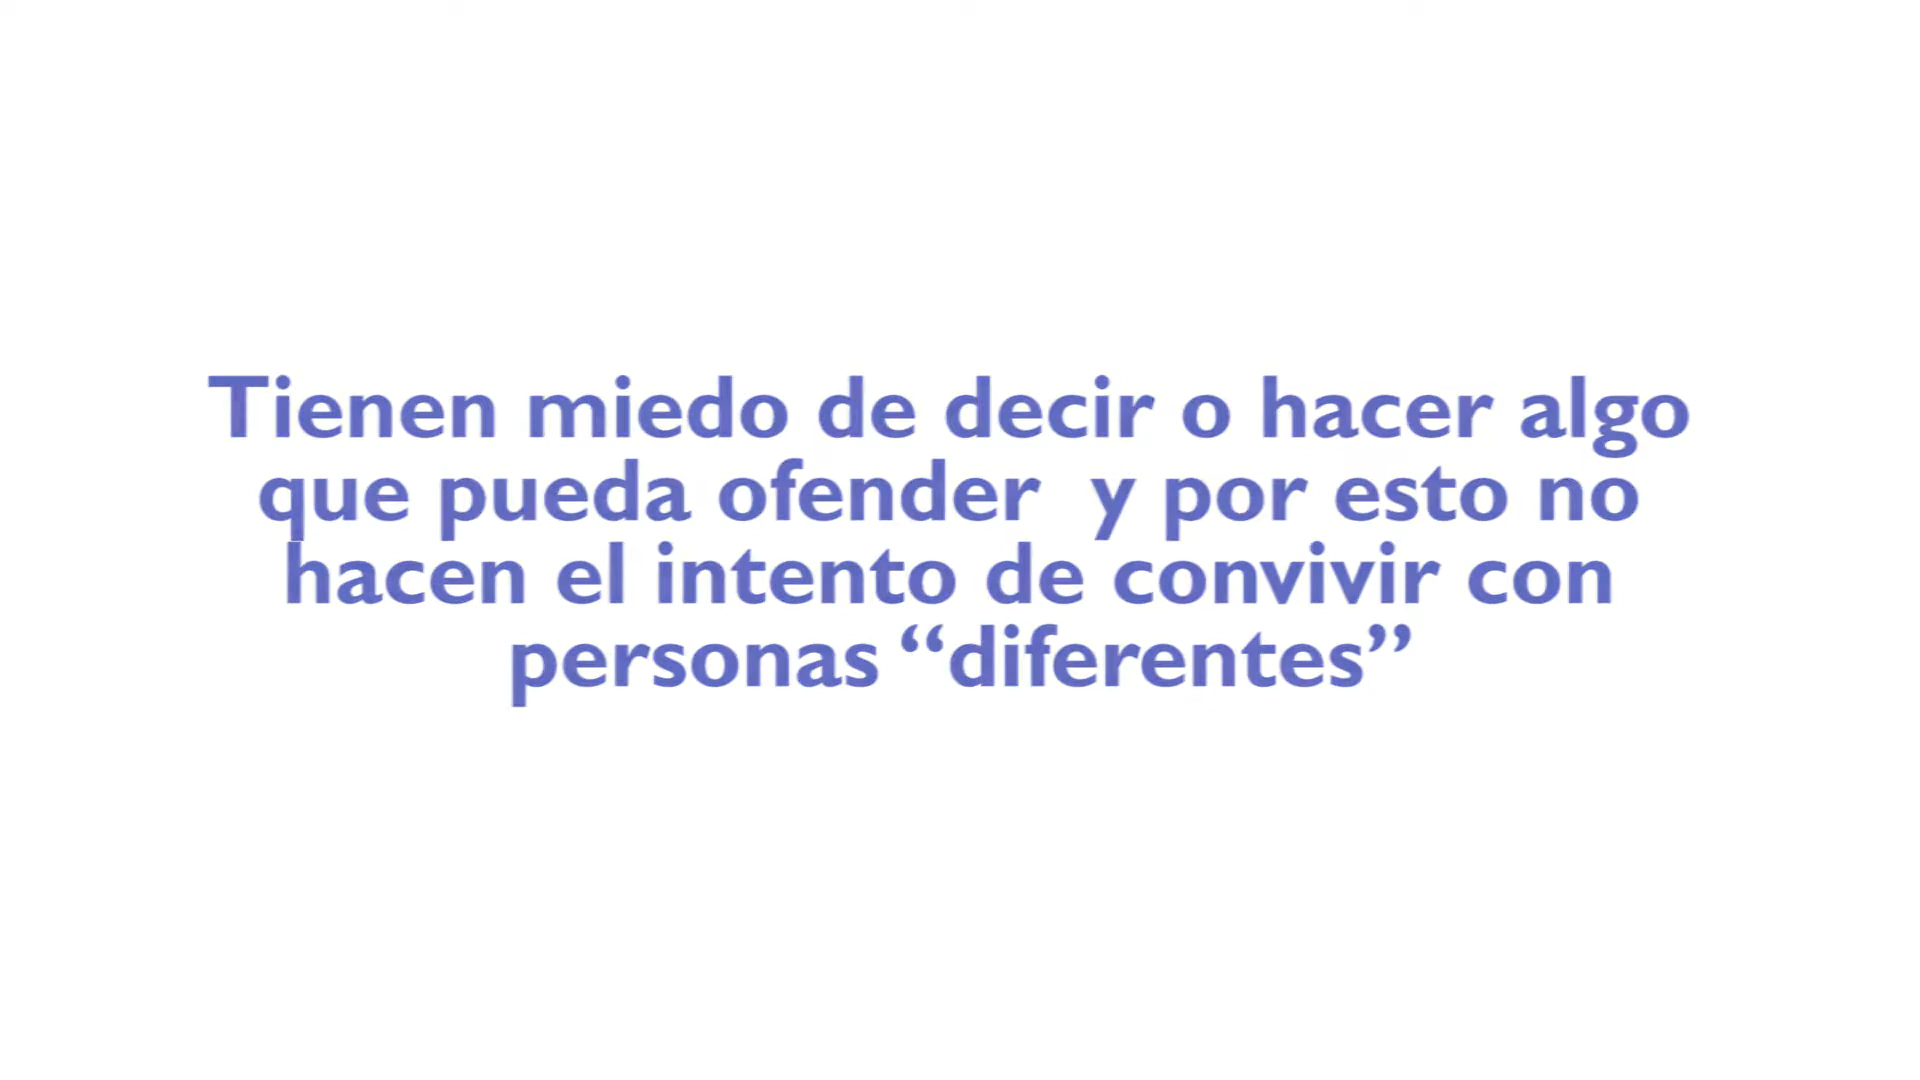 Tienen miedo de decir o hacer algo
que pueda ofender  y por esto no
hacen el intento de convivir con
personas “diferentes”